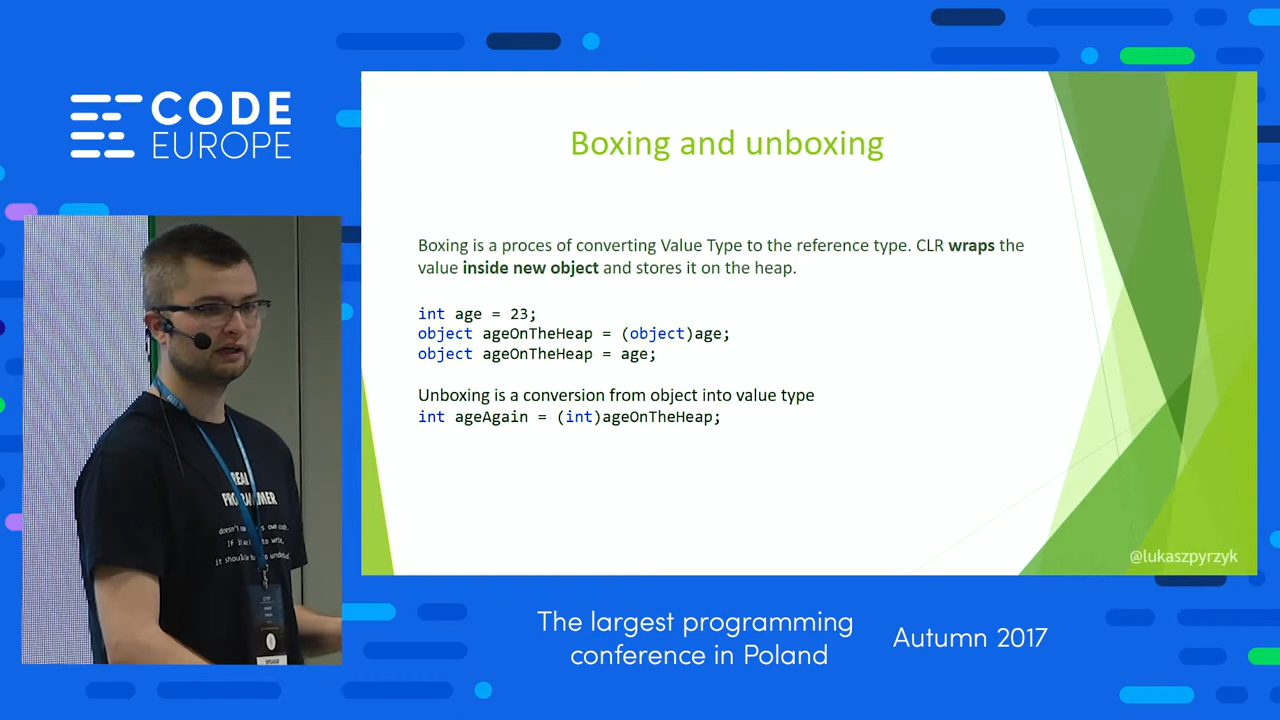 CODE
EUROPE
Boxing and unboxing
Boxing is a proces of converting Value Type to the reference type. CLR wraps the
value inside new object and stores it on the heap.
int age = 23;
object ageOnTheHeap = (object)age;
object ageOnTheHeap = age;
Unboxing is a conversion from object into value type
int ageAgain = (int)ageOnTheHeap;
@lukaszpyrzyk
REAL
PROGRAMMER
The largest programming
conference in Poland
Autumn 2017